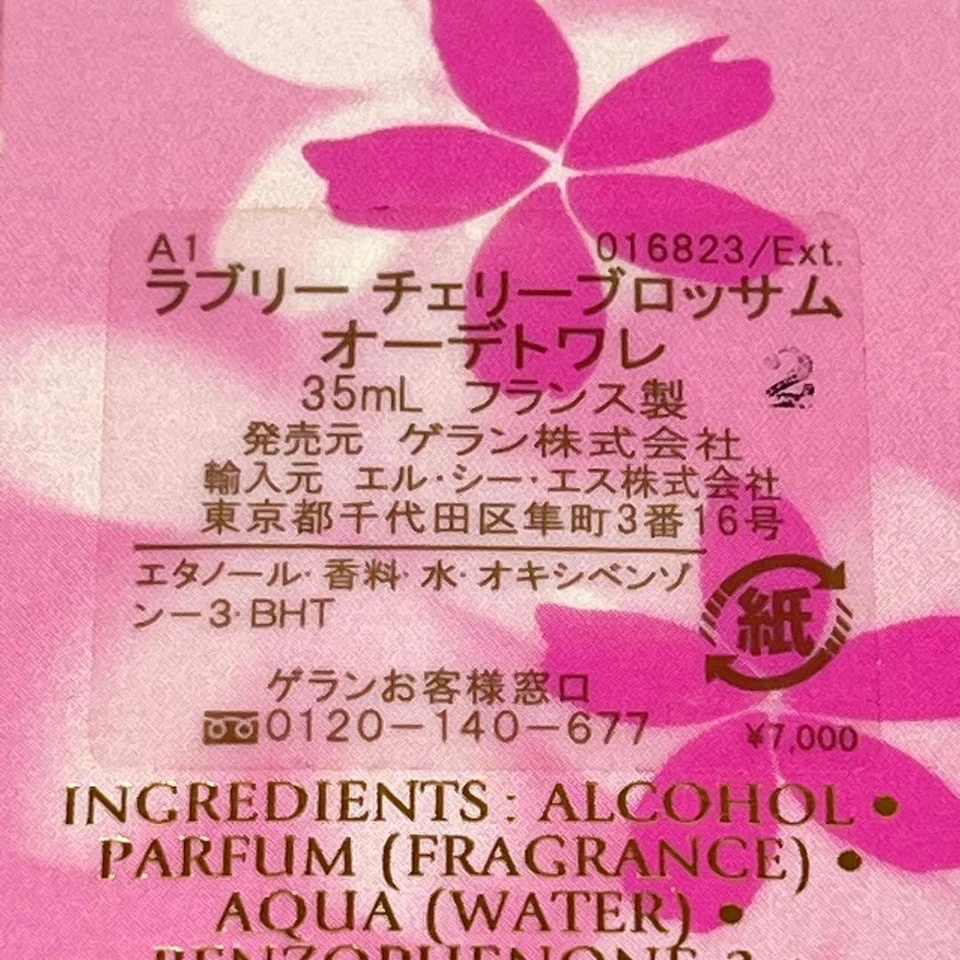 A1 016823/Ext.
ラブリー チェリーブロッサム
オーデトワレ
2
35mL フランス製
発売元 ゲラン株式会社
輸入元 エル・シー・エス株式会社
東京都千代田区隼町3番16号
エタノール・香料・水・オキシベンゾ
ン－3・BHT
紙
ゲランお客様窓口
0120－140－677
¥7,000
INGREDIENTS : ALCOHOL •
PARFUM (FRAGRANCE) •
AQUA (WATER) •
BENZOPHENONE-3